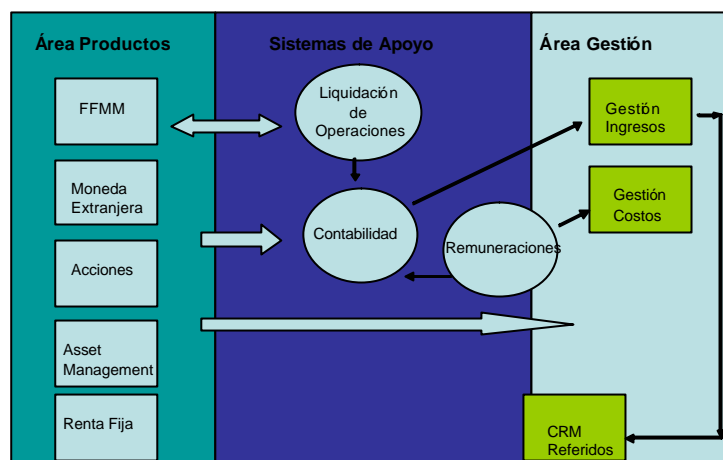 Área Productos
Sistemas de Apoyo
Área Gestión
FFMM
Moneda
Extranjera
Acciones
Asset
Management
Renta Fija
Liquidación
de
Operaciones
Contabilidad
Remuneraciones
Gestión
Ingresos
Gestión
Costos
CRM
Referidos